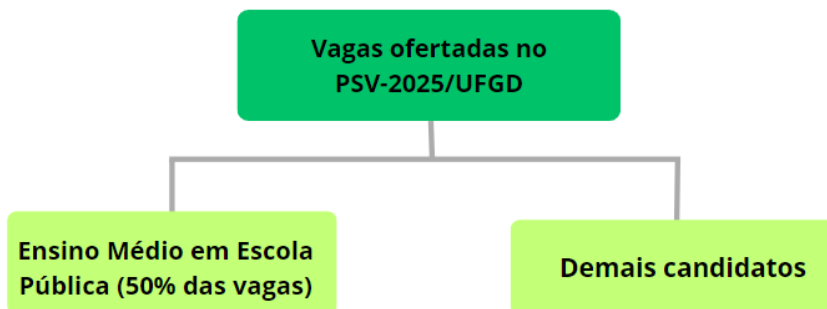 Vagas ofertadas no
PSV-2025/UFGD
Ensino Médio em Escola
Pública (50% das vagas)
Demais candidatos